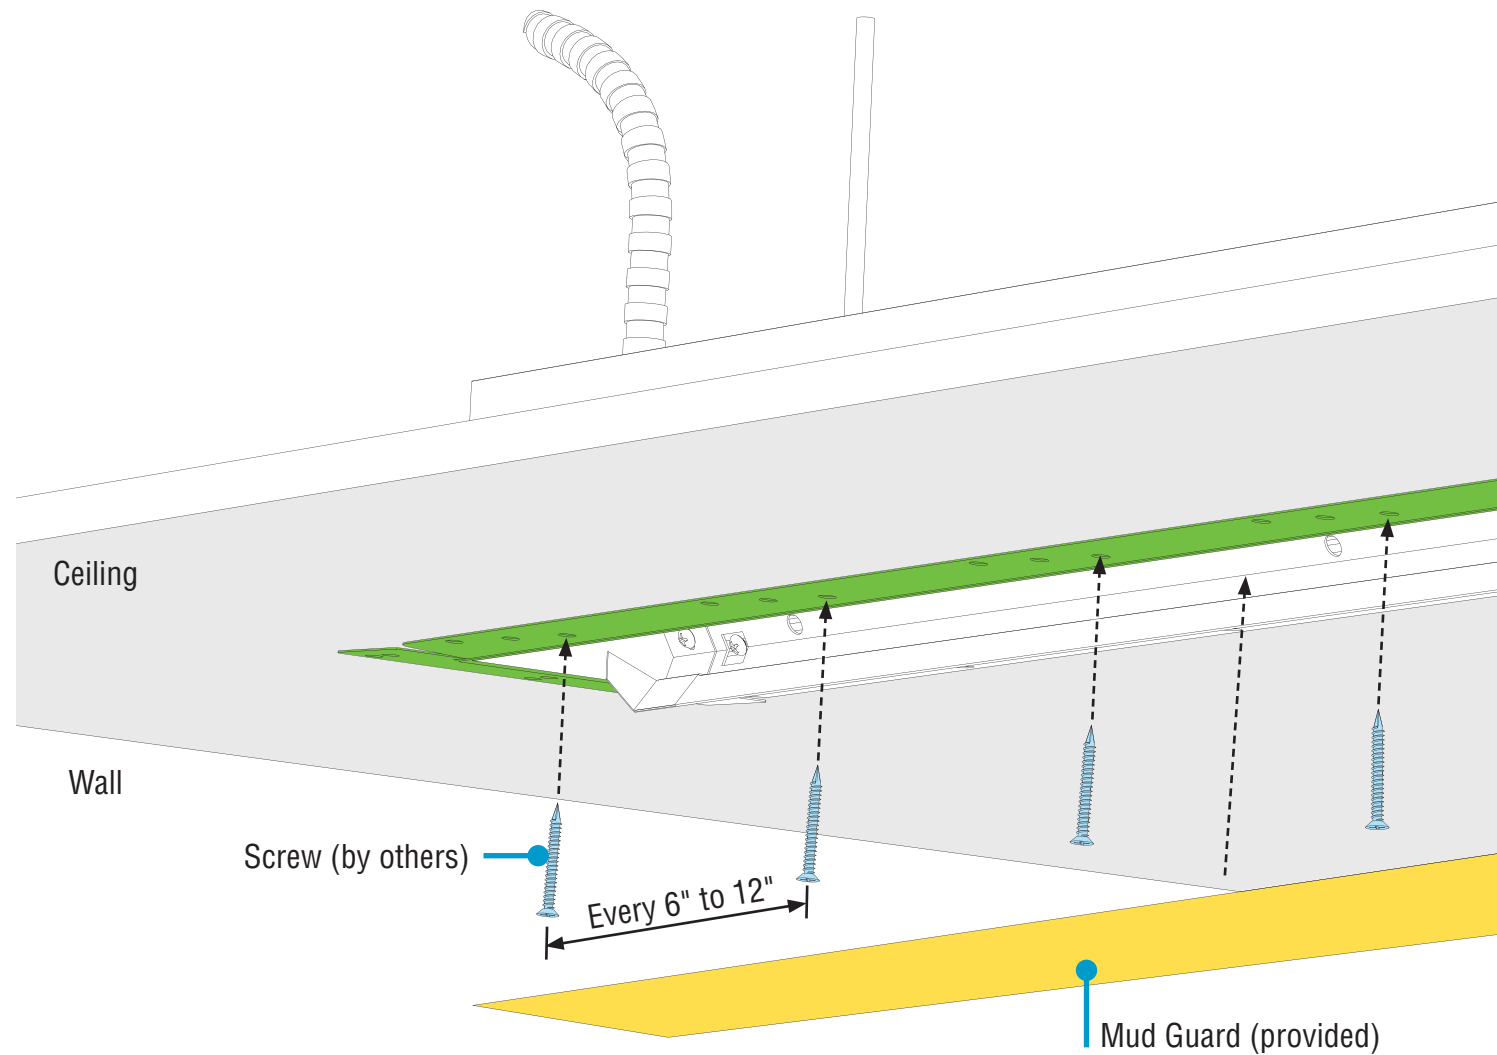 Ceiling
Wall
Screw (by others)
Every 6" to 12"
Mud Guard (provided)